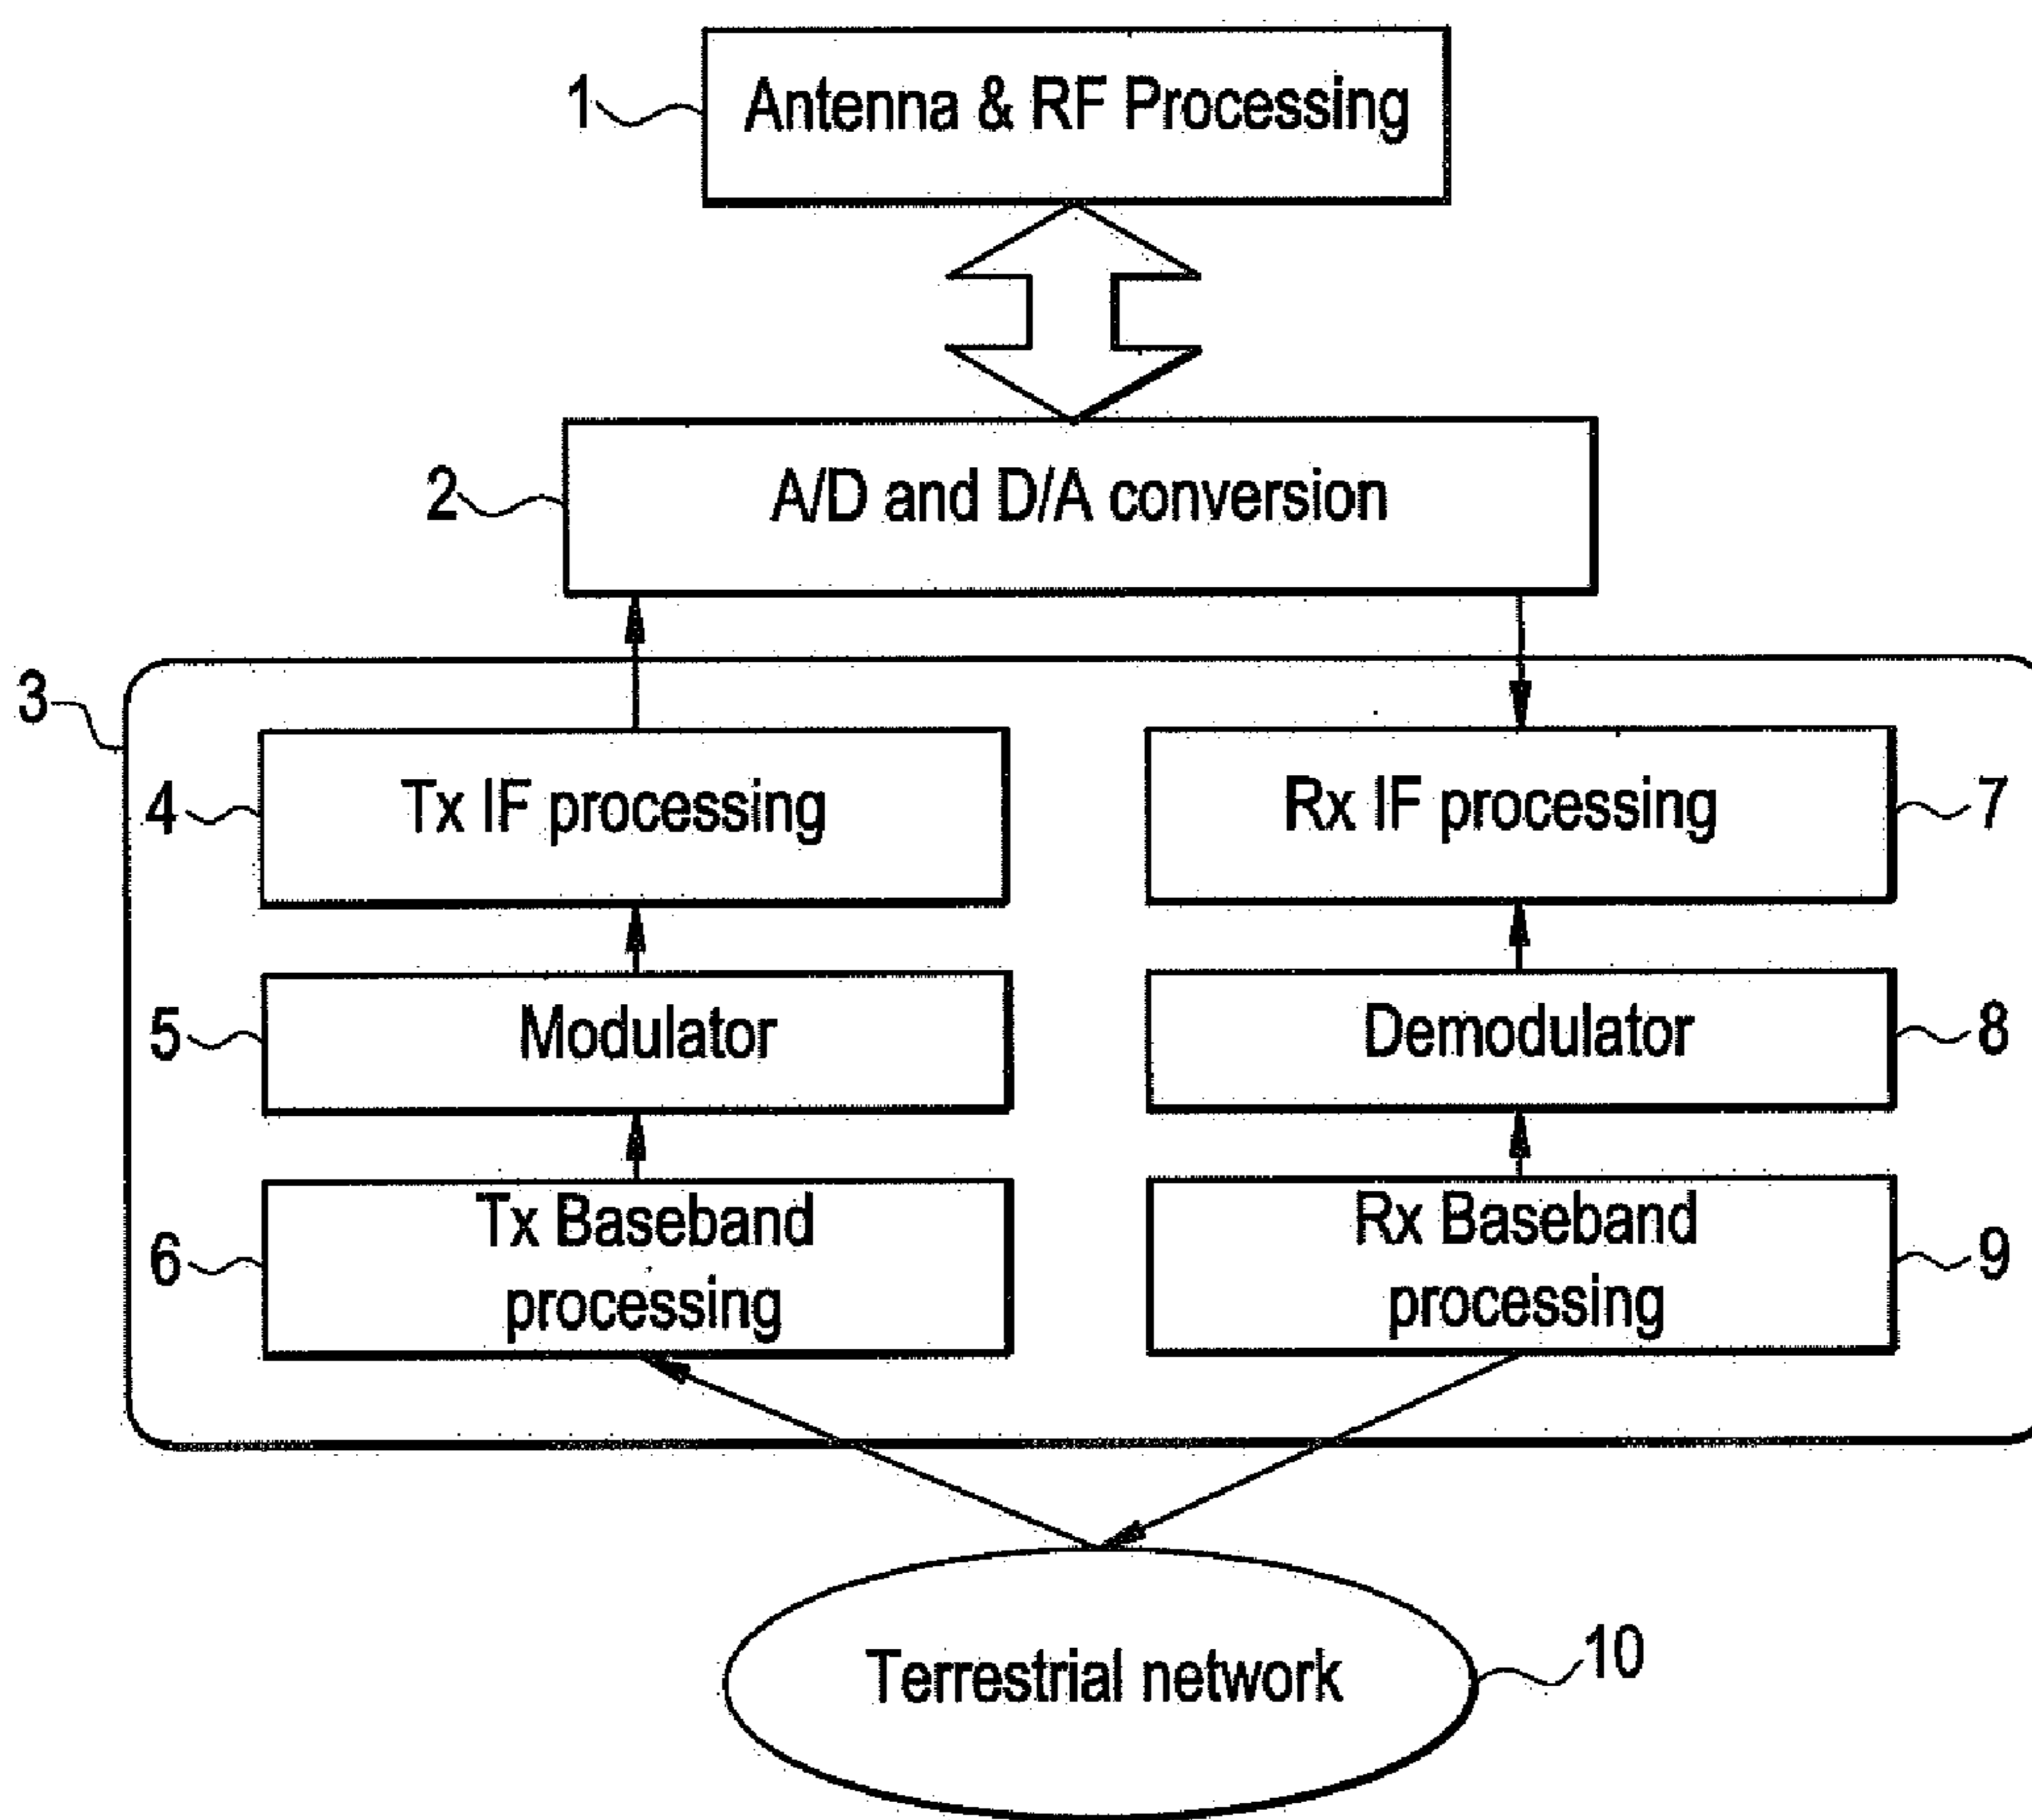 1
Antenna & RF Processing
2
A/D and D/A conversion
3
4
Tx IF processing
Rx IF processing
7
5
Modulator
Demodulator
8
6
Tx Baseband
processing
Rx Baseband
processing
9
Terrestrial network
10